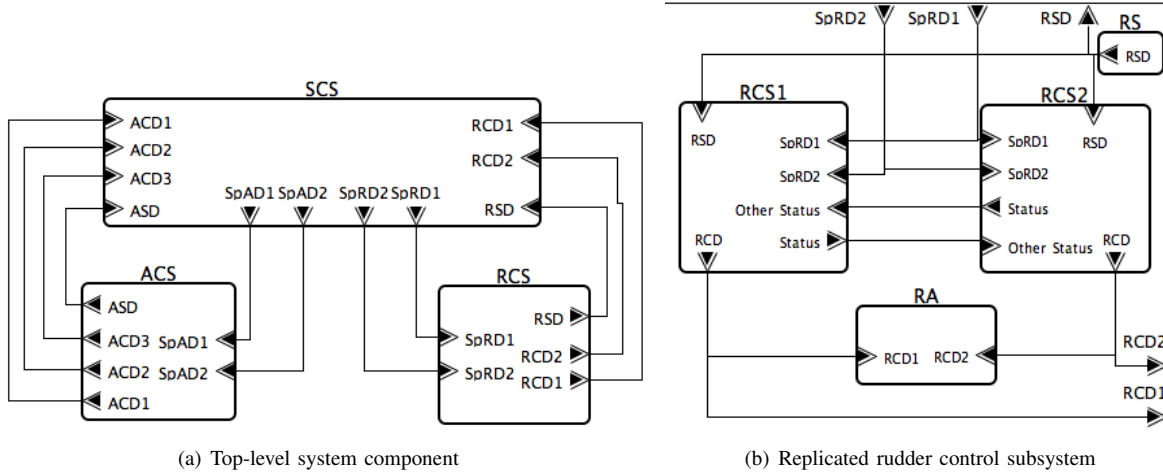 SCS
ACD1
ACD2
ACD3
ASD
RCD1
RCD2
RSD
SpAD1 SpAD2 SpRD2 SpRD1
ACS
ASD
ACD3 SpAD1
ACD2 SpAD2
ACD1
RCS
SpRD1
SpRD2
RSD
RCD2
RCD1
(a) Top-level system component
SpRD2 SpRD1 RSD RS
RSD
RCS1
RSD
SpRD1
SpRD2
Other Status
Status
RCD
RCS2
RSD
SpRD1
SpRD2
Status
Other Status
RCD
RA
RCD1 RCD2
RCD2
RCD1
(b) Replicated rudder control subsystem